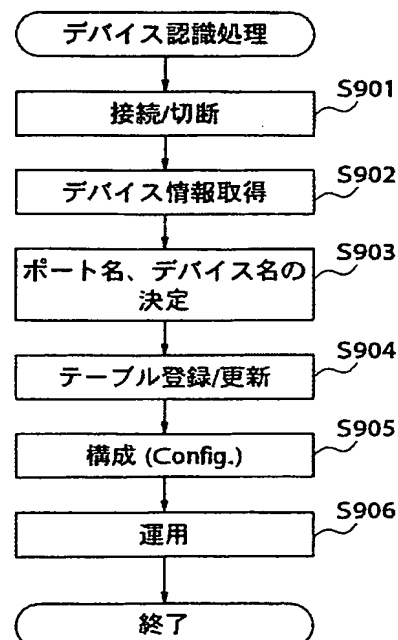 デバイス認識処理
S901
接続/切断
S902
デバイス情報取得
S903
ポート名、デバイス名の
決定
S904
テーブル登録/更新
S905
構成 (Config.)
S906
運用
終了